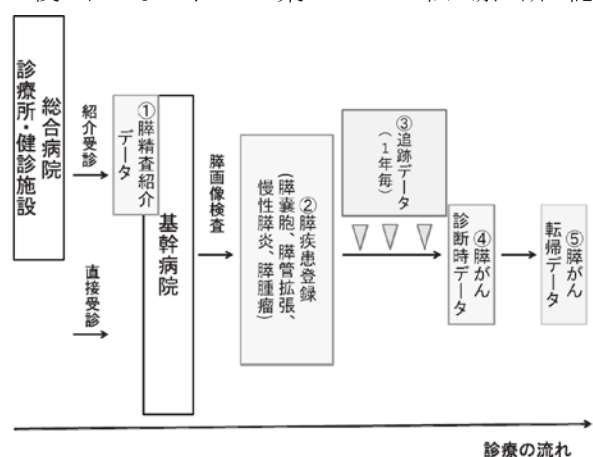 総合病院
診療所・健診施設
紹介受診
直接受診
①膵精査紹介
データ
基幹病院
膵画像検査
②膵疾患登録
(膵嚢胞、膵管拡張、
慢性膵炎、膵腫瘤)
③追跡データ
(1年毎)
④膵がん
診断時データ
⑤膵がん
転帰データ
診療の流れ